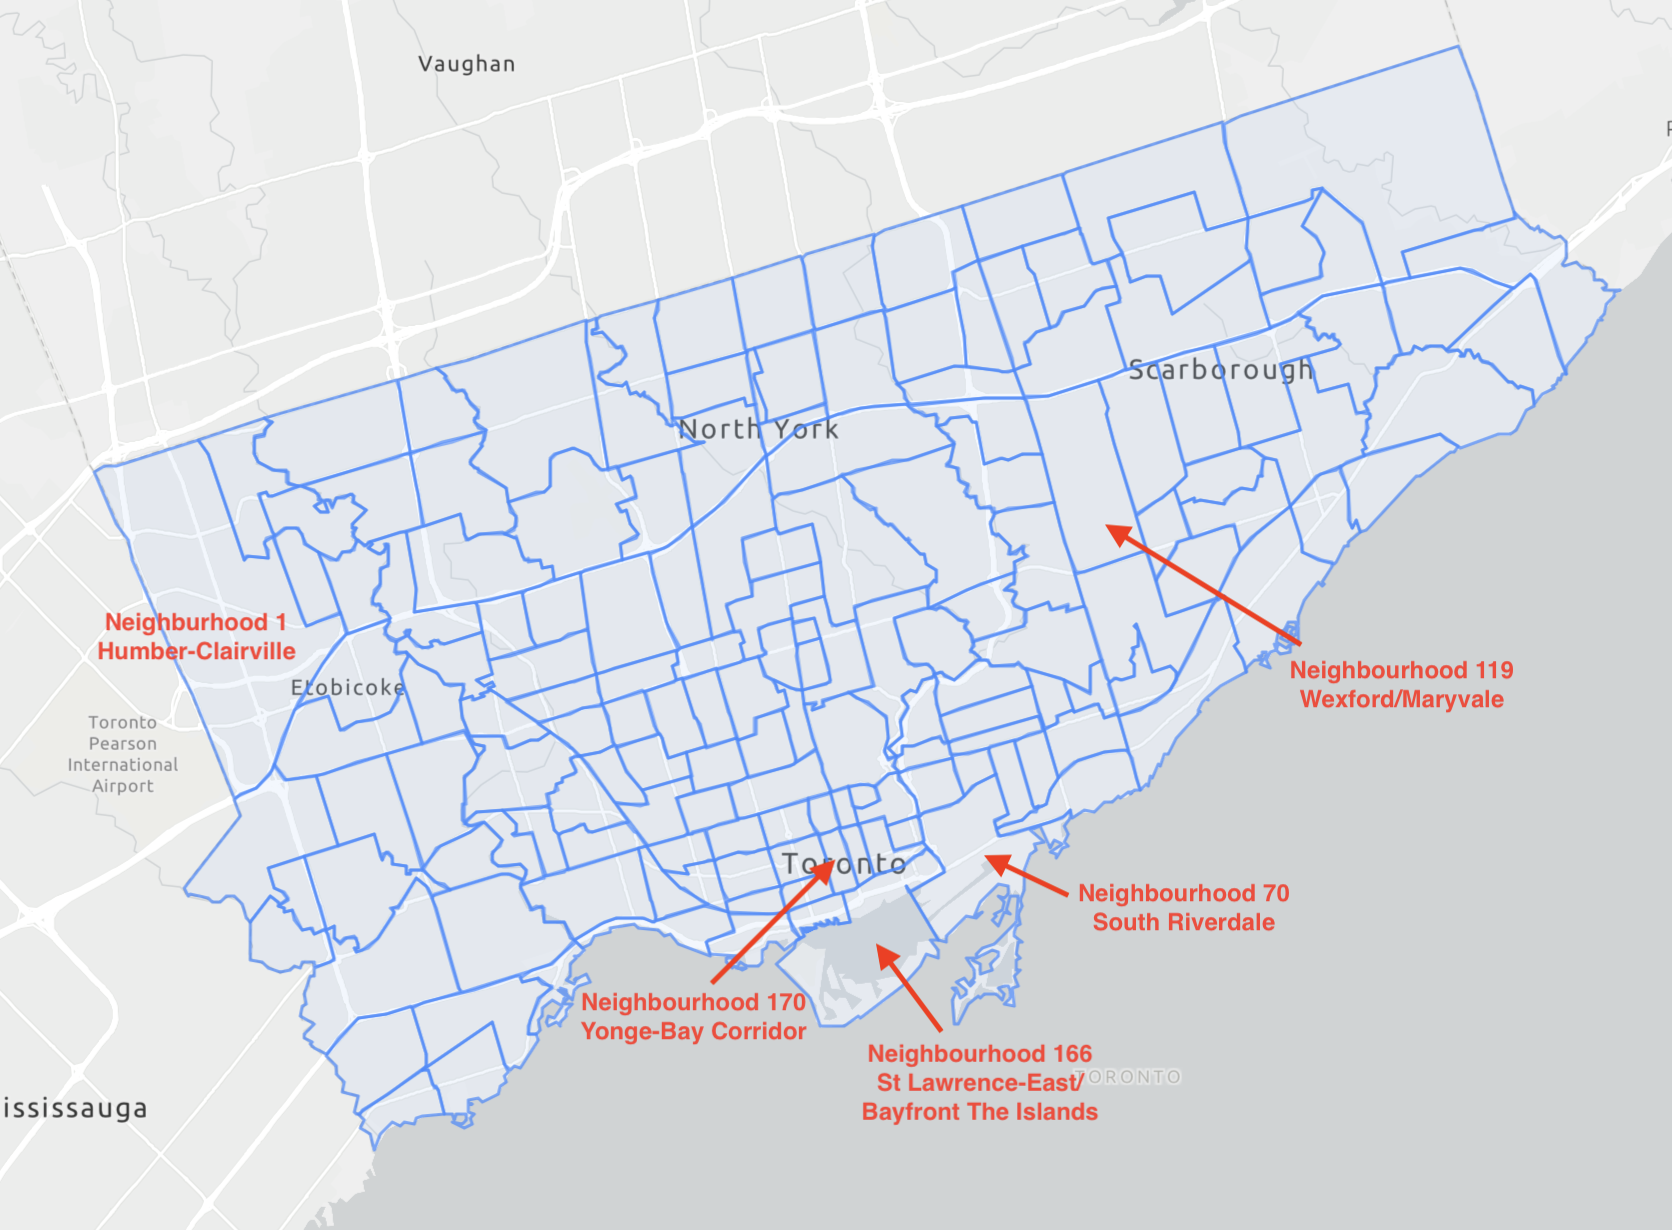 Vaughan
Scarborough
North York
Neighburhood 1
Humber-Clairville
Etobicoke
Toronto
Pearson
International
Airport
Neighbourhood 119
Wexford/Maryvale
Toronto
Neighbourhood 70
South Riverdale
Neighbourhood 170
Yonge-Bay Corridor
Neighbourhood 166
St Lawrence-East/
Bayfront The Islands
TORONTO
ississauga